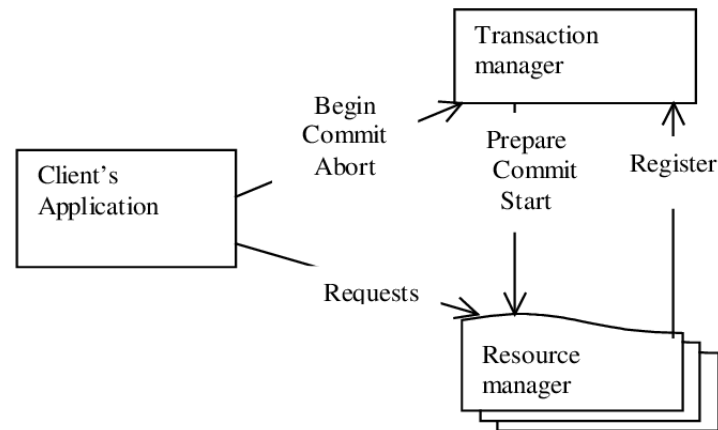 Transaction
manager
Begin
Commit
Abort
Prepare
Commit
Start
Register
Client's
Application
Requests
Resource
manager